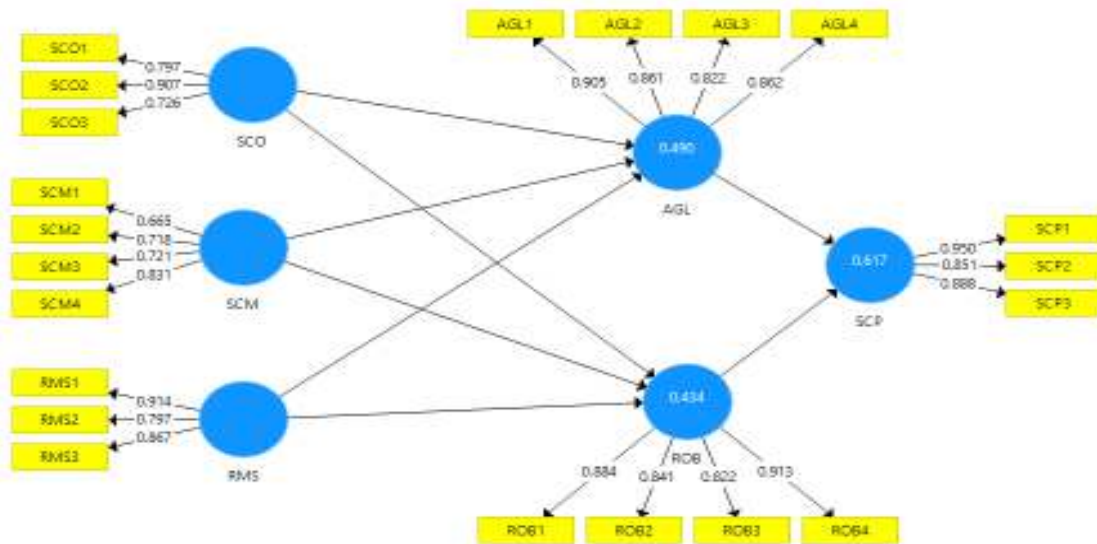 AGL1 AGL2 AGL3 AGL4
0.905 0.861 0.822 0.862
SCO1
SCO2
SCO3
0.797
0.907
0.726
SCO
0.490
AGL
SCM1
SCM2
SCM3
SCM4
0.665
0.718
0.721
0.831
SCM
0.617
SCP
0.950
0.851
0.888
SCP1
SCP2
SCP3
RMS1
RMS2
RMS3
0.914
0.797
0.867
RMS
0.434
ROB
0.884 0.841 0.822 0.913
ROB1 ROB2 ROB3 ROB4